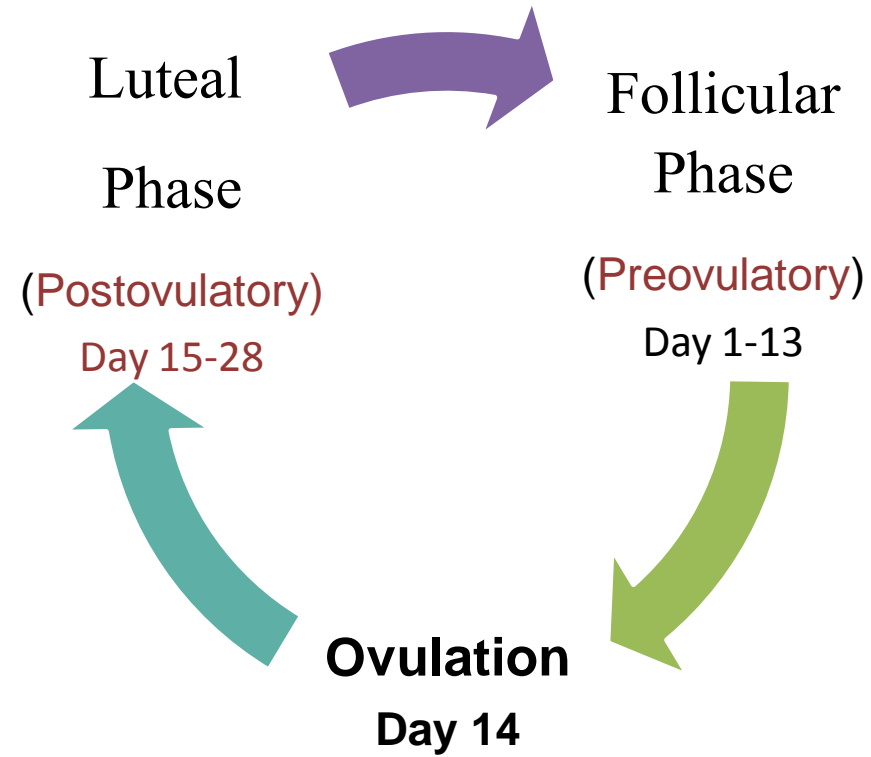 Luteal
Phase
(Postovulatory)
Day 15-28
Follicular
Phase
(Preovulatory)
Day 1-13
Ovulation
Day 14